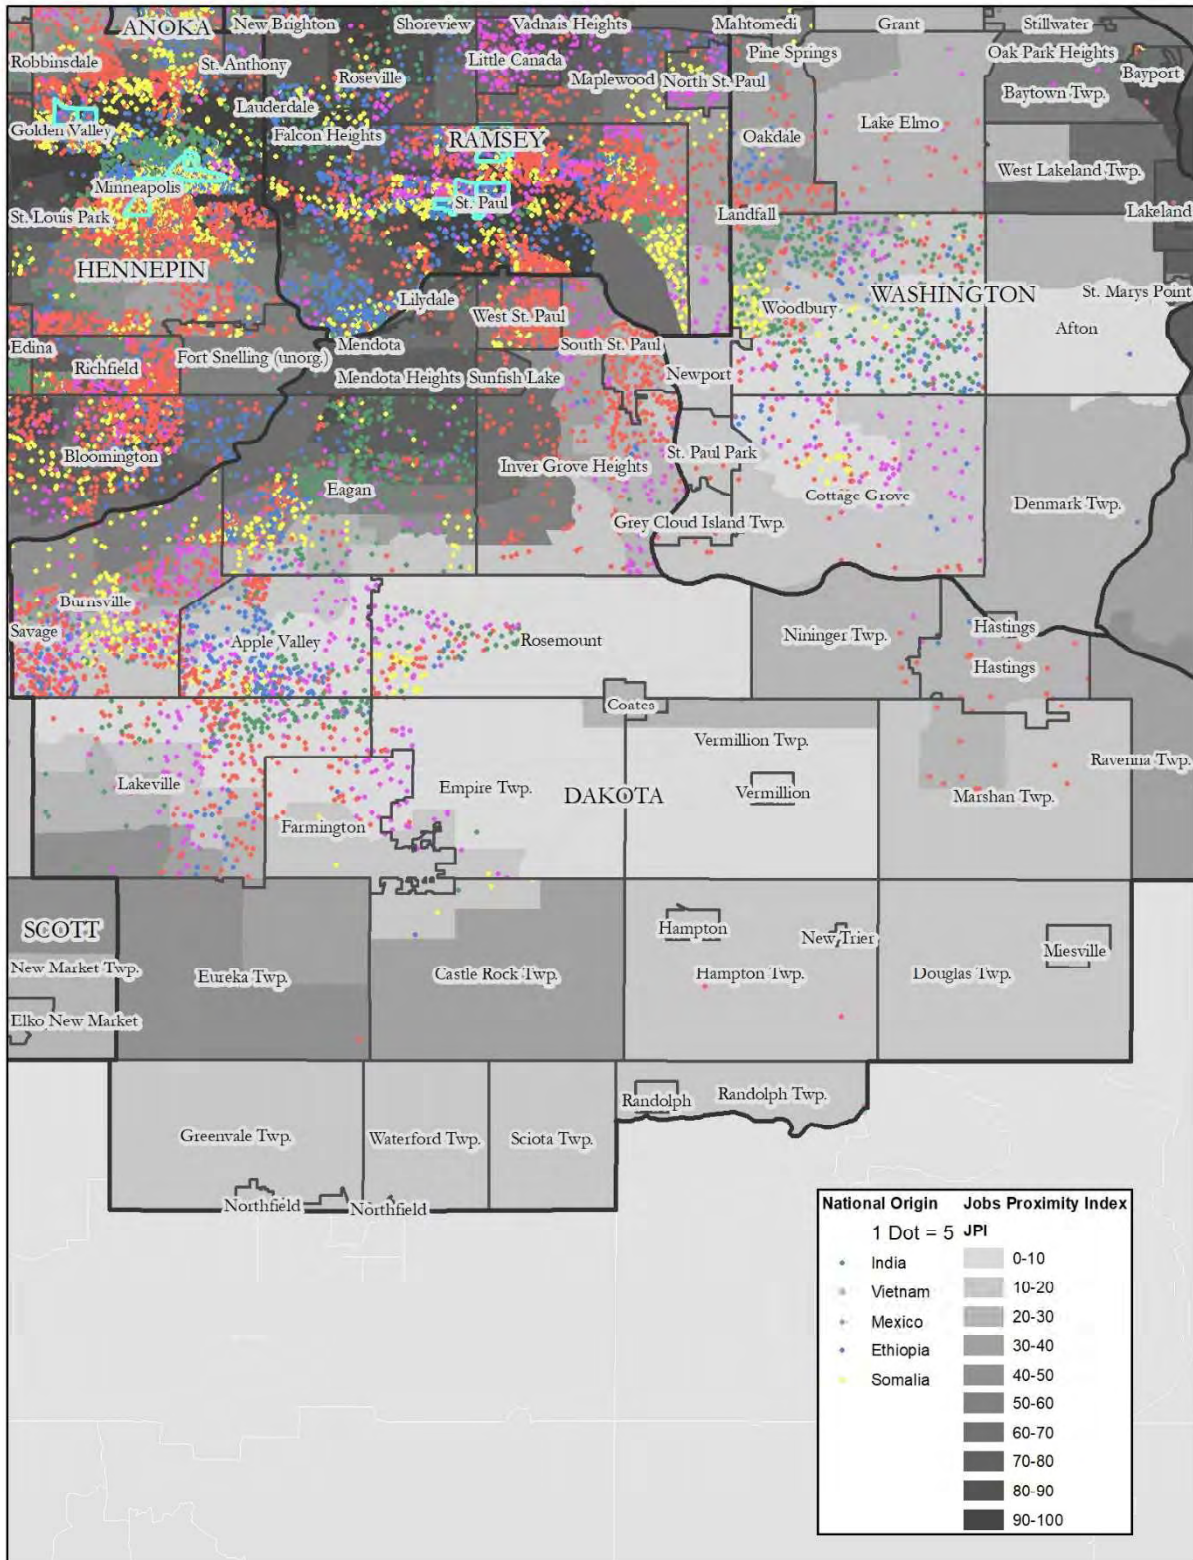 ANOKA
New Brighton
Shoreview
Vadnais Heights
Mahtomedi
Grant
Stillwater
Robbinsdale
St. Anthony
Roseville
Little Canada
Maplewood
North St. Paul
Pine Springs
Oak Park Heights
Bayport
Baytown Twp.
Golden Valley
Lauderdale
Falcon Heights
RAMSEY
Oakdale
Lake Elmo
West Lakeland Twp.
Minneapolis
St. Louis Park
St. Paul
Landfall
Lakeland
HENNEPIN
Lilydale
West St. Paul
Woodbury
WASHINGTON
St. Marys Point
Afton
Edina
Richfield
Fort Snelling (unorg.)
Mendota
South St. Paul
Mendota Heights
Sunfish Lake
Newport
Bloomington
Eagan
Inver Grove Heights
St. Paul Park
Cottage Grove
Denmark Twp.
Grey Cloud Island Twp.
Burnsville
Savage
Apple Valley
Rosemount
Nininger Twp.
Hastings
Hastings
Coates
Vermillion Twp.
Ravenna Twp.
Lakeville
Empire Twp.
DAKOTA
Vermillion
Marshan Twp.
Farmington
SCOTT
New Market Twp.
Eureka Twp.
Castle Rock Twp.
Hampton
Hampton Twp.
New Trier
Douglas Twp.
Miesville
Elko New Market
Randolph
Randolph Twp.
Greenvale Twp.
Waterford Twp.
Sciota Twp.
Northfield
Northfield
National Origin
1 Dot = 5
India
Vietnam
Mexico
Ethiopia
Somalia
Jobs Proximity Index
JPI
0-10
10-20
20-30
30-40
40-50
50-60
60-70
70-80
80-90
90-100